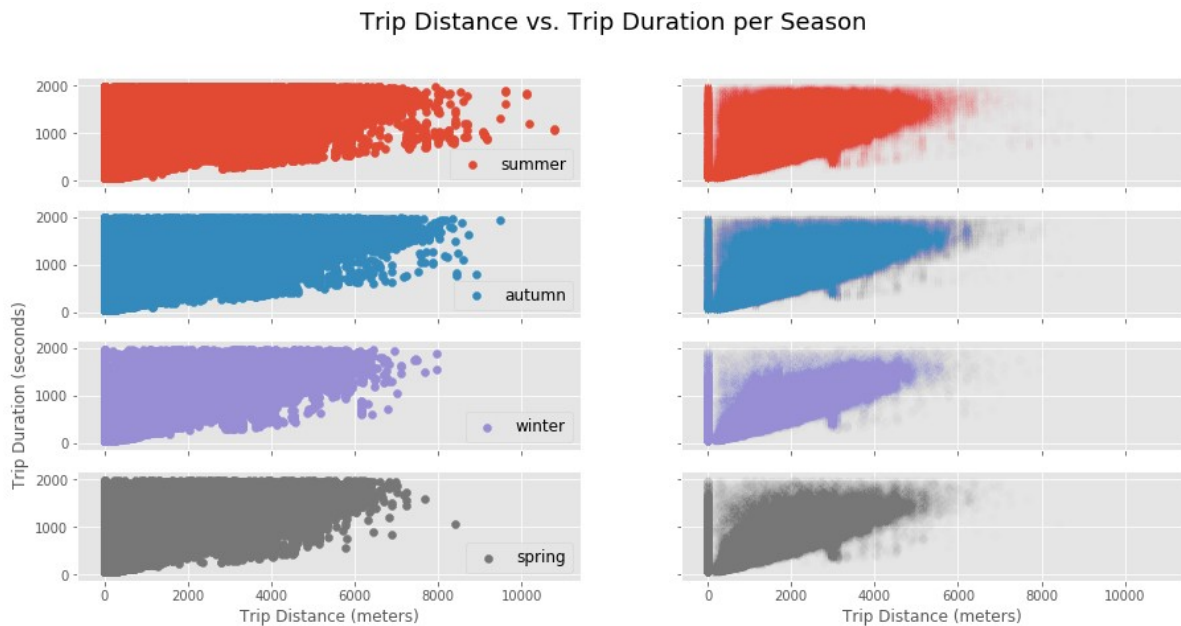 Trip Distance vs. Trip Duration per Season
2000
1000
0
summer
2000
1000
0
autumn
2000
1000
0
winter
2000
1000
0
spring
Trip Duration (seconds)
0 2000 4000 6000 8000 10000
0 2000 4000 6000 8000 10000
Trip Distance (meters)
Trip Distance (meters)